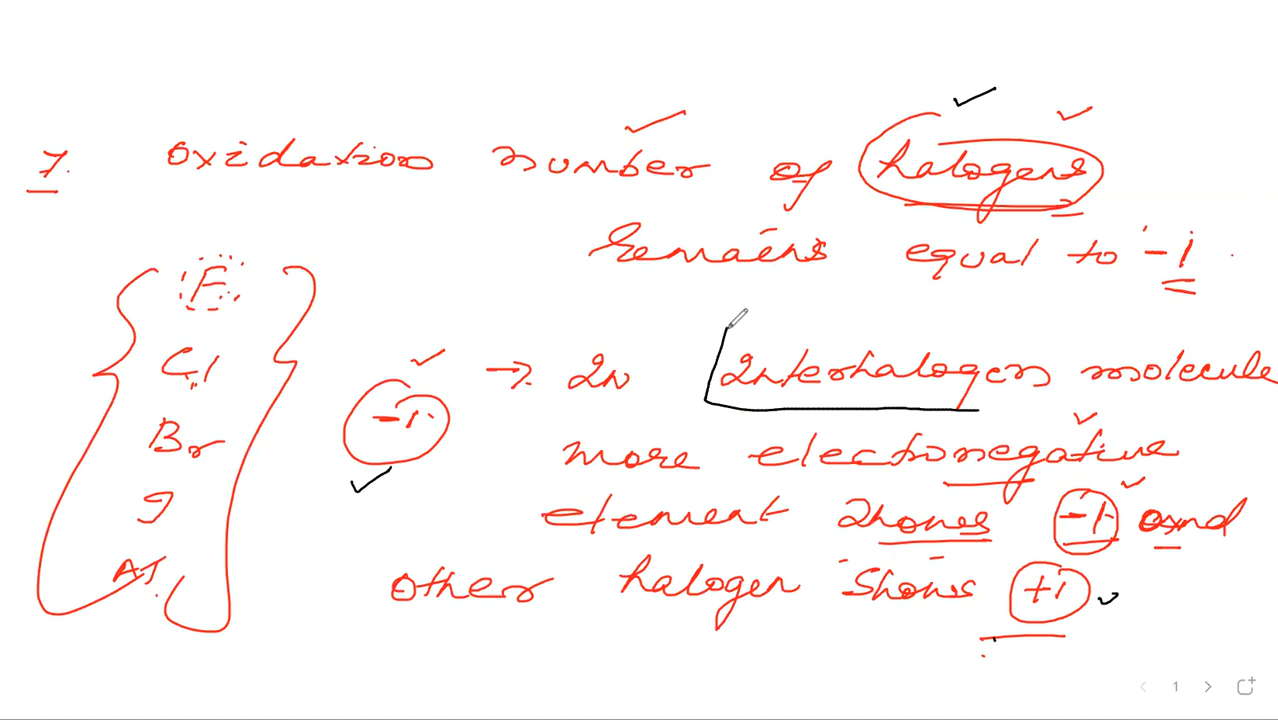 7. Oxidation number of halogens
remains equal to -1
F
Cl
Br
I
At
-1
→ In Interhalogen molecule
more electronegative
element shows -1 and
other halogen shows +1
1